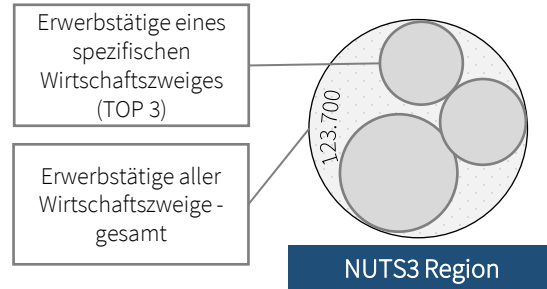 Erwerbstätige eines
spezifischen
Wirtschaftszweiges
(TOP 3)
123.700
Erwerbstätige aller
Wirtschaftszweige -
gesamt
NUTS3 Region